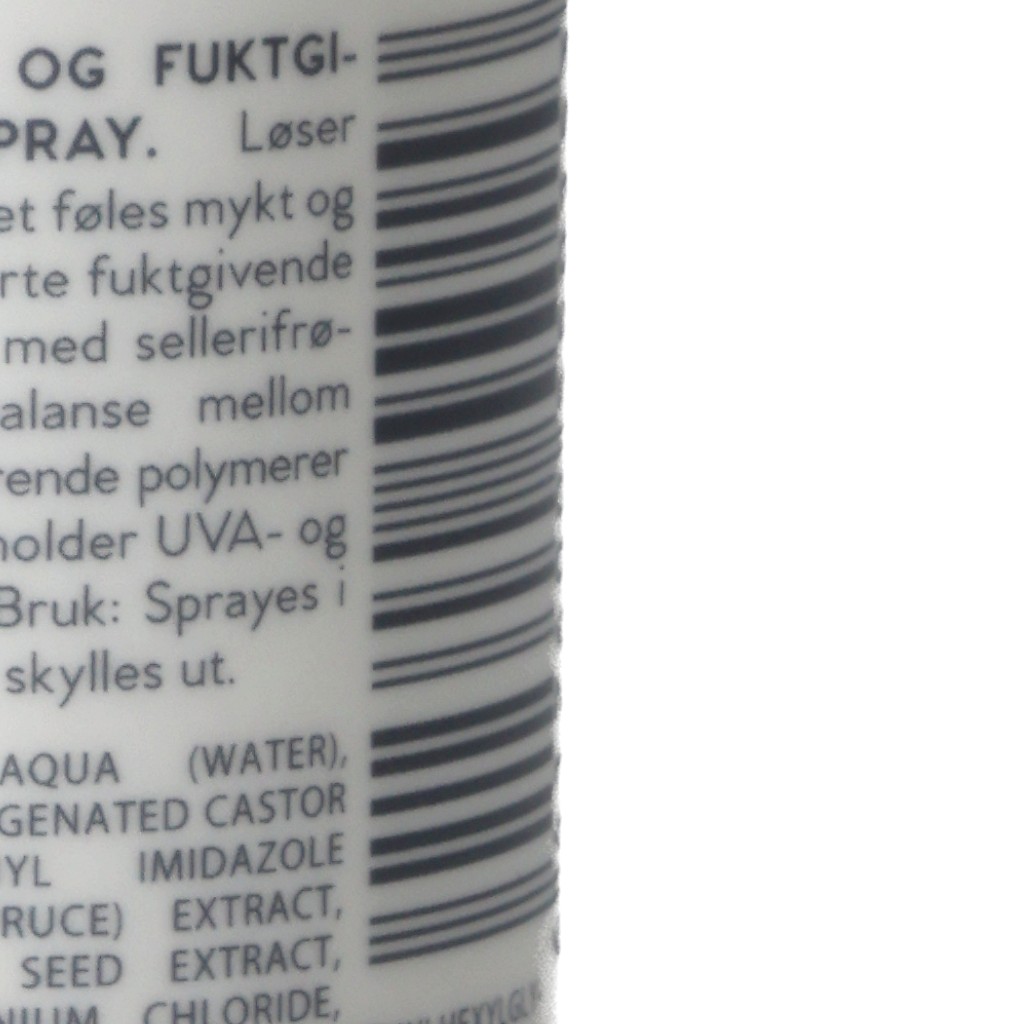 OG FUKTGI-
PRAY. Løser
et føles mykt og
rte fuktgivende
med sellerifrø-
alanse mellom
rende polymerer
holder UVA- og
Bruk: Sprayes i
skylles ut.
AQUA (WATER),
GENATED CASTOR
YL IMIDAZOLE
RUCE) EXTRACT,
SEED EXTRACT,
NIUM CHLORIDE,